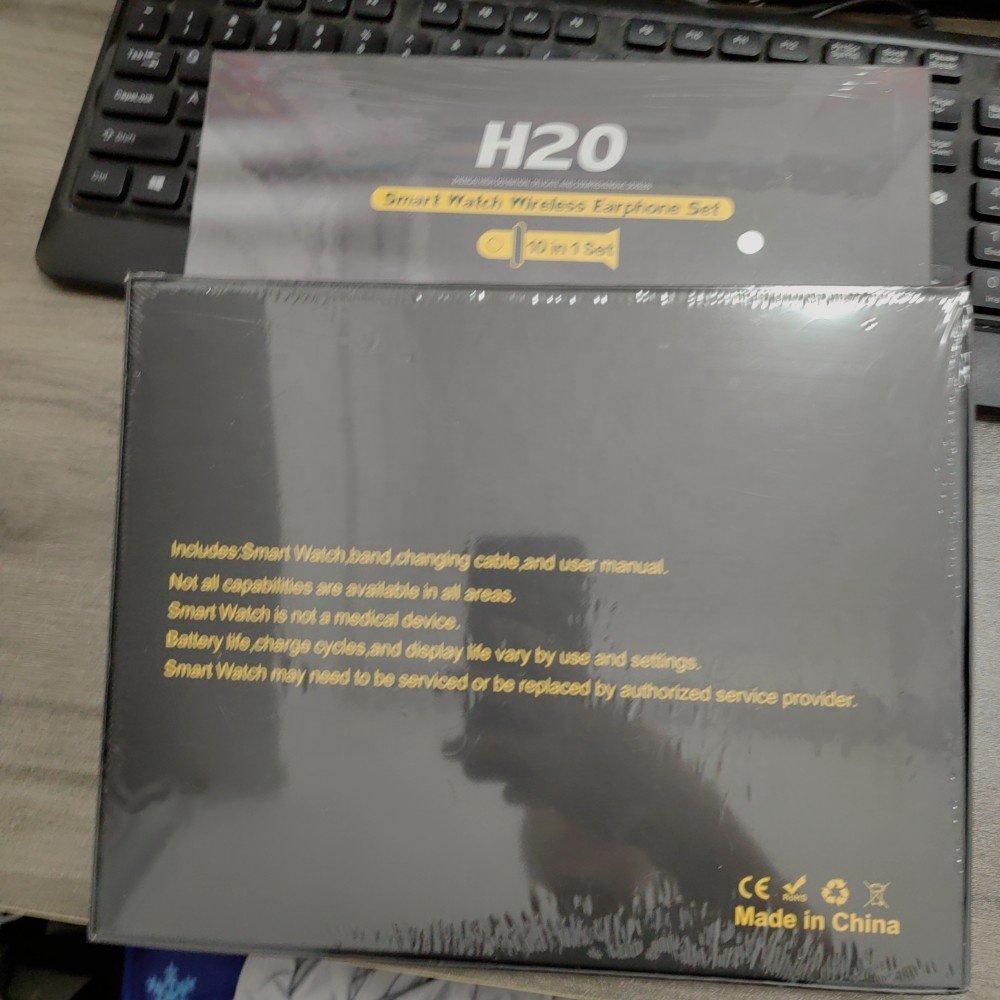 H20
Smart Watch Wireless Earphone Set
10 in 1 Set
Includes:Smart Watch,band,changing cable,and user manual.
Not all capabilities are available in all areas.
Smart Watch is not a medical device.
Battery life,charge cycles,and display life vary by use and settings.
Smart Watch may need to be serviced or be replaced by authorized service provider.
CE RoHS
Made in China